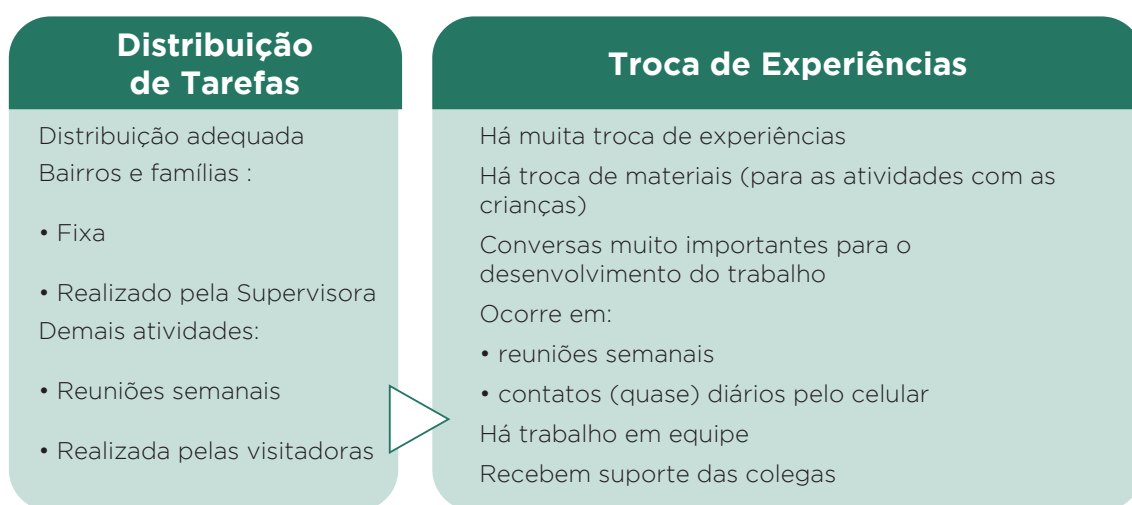 Distribuição
de Tarefas
Distribuição adequada
Bairros e famílias :
• Fixa
• Realizado pela Supervisora
Demais atividades:
• Reuniões semanais
• Realizada pelas visitadoras
Troca de Experiências
Há muita troca de experiências
Há troca de materiais (para as atividades com as
crianças)
Conversas muito importantes para o
desenvolvimento do trabalho
Ocorre em:
• reuniões semanais
• contatos (quase) diários pelo celular
Há trabalho em equipe
Recebem suporte das colegas